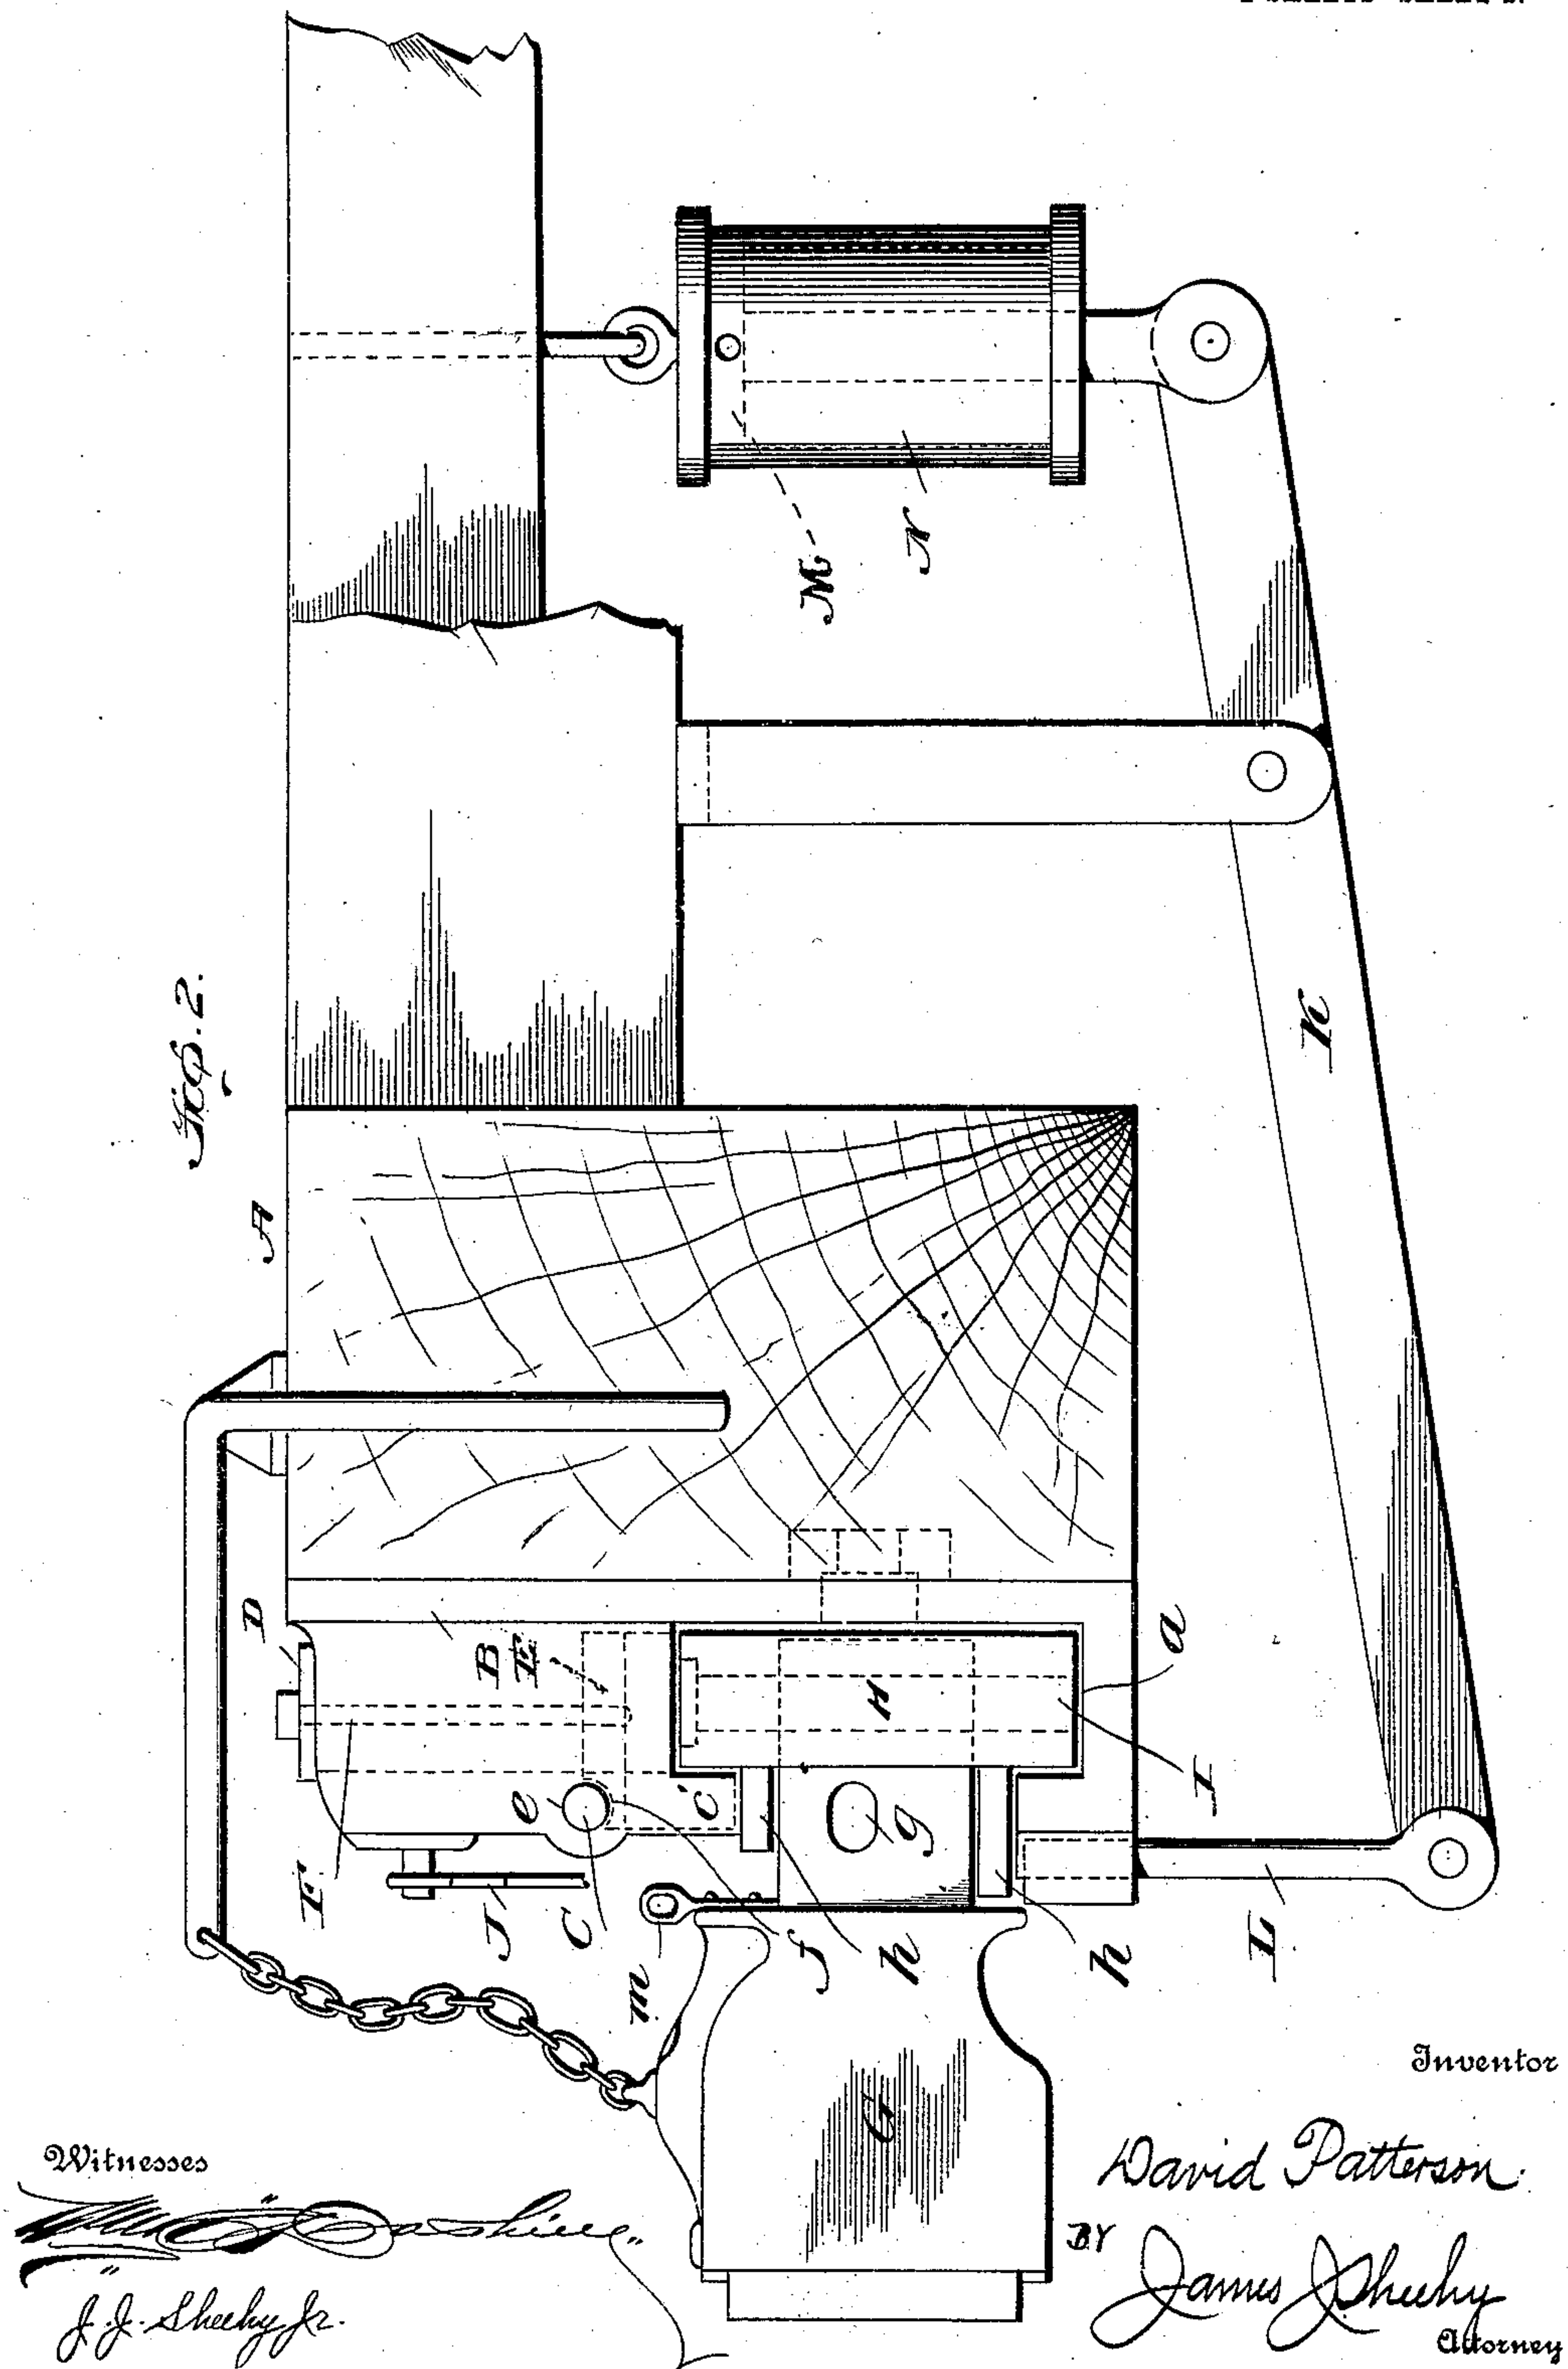 Fig. 2.
A
D
B
E
F
e
C'
H
g
a
I
J
C
f
h
h
L
m
G
K
M
N
Witnesses
J. J. Sheehy Jr.
Inventor
David Patterson.
BY
James J. Sheehy
Attorney